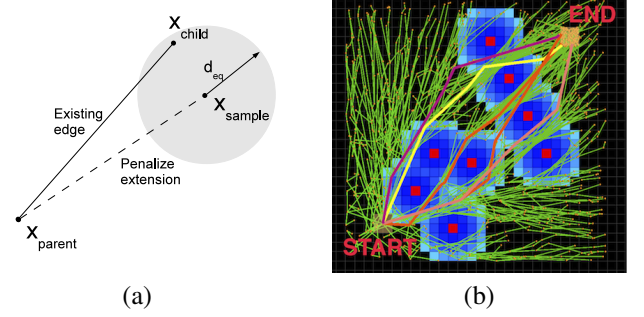 x
child
d
eq
Existing
edge
x
sample
Penalize
extension
x
parent
(a)
END
START
(b)